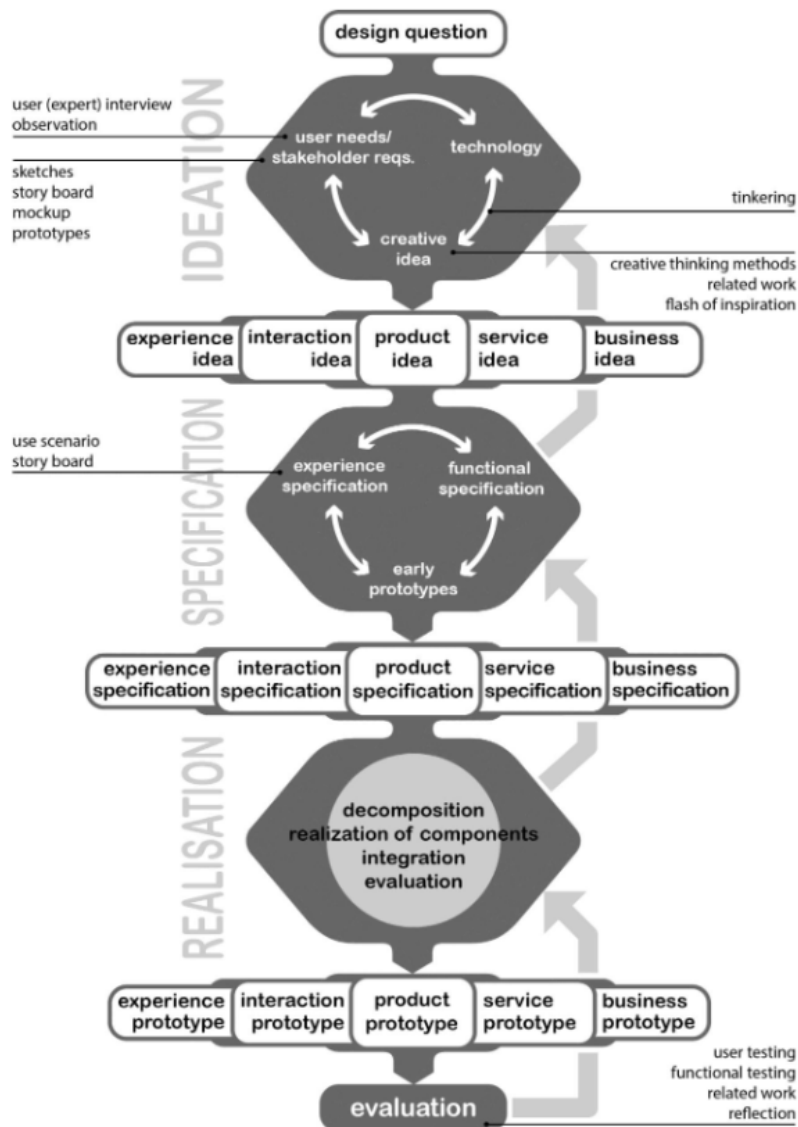 design question
user (expert) interview
observation
IDEATION
user needs/
stakeholder reqs.
technology
sketches
story board
mockup
prototypes
tinkering
creative
idea
creative thinking methods
related work
flash of inspiration
experience
idea
interaction
idea
product
idea
service
idea
business
idea
SPECIFICATION
use scenario
story board
experience
specification
functional
specification
early
prototypes
experience
specification
interaction
specification
product
specification
service
specification
business
specification
REALISATION
decomposition
realization of components
integration
evaluation
experience
prototype
interaction
prototype
product
prototype
service
prototype
business
prototype
evaluation
user testing
functional testing
related work
reflection